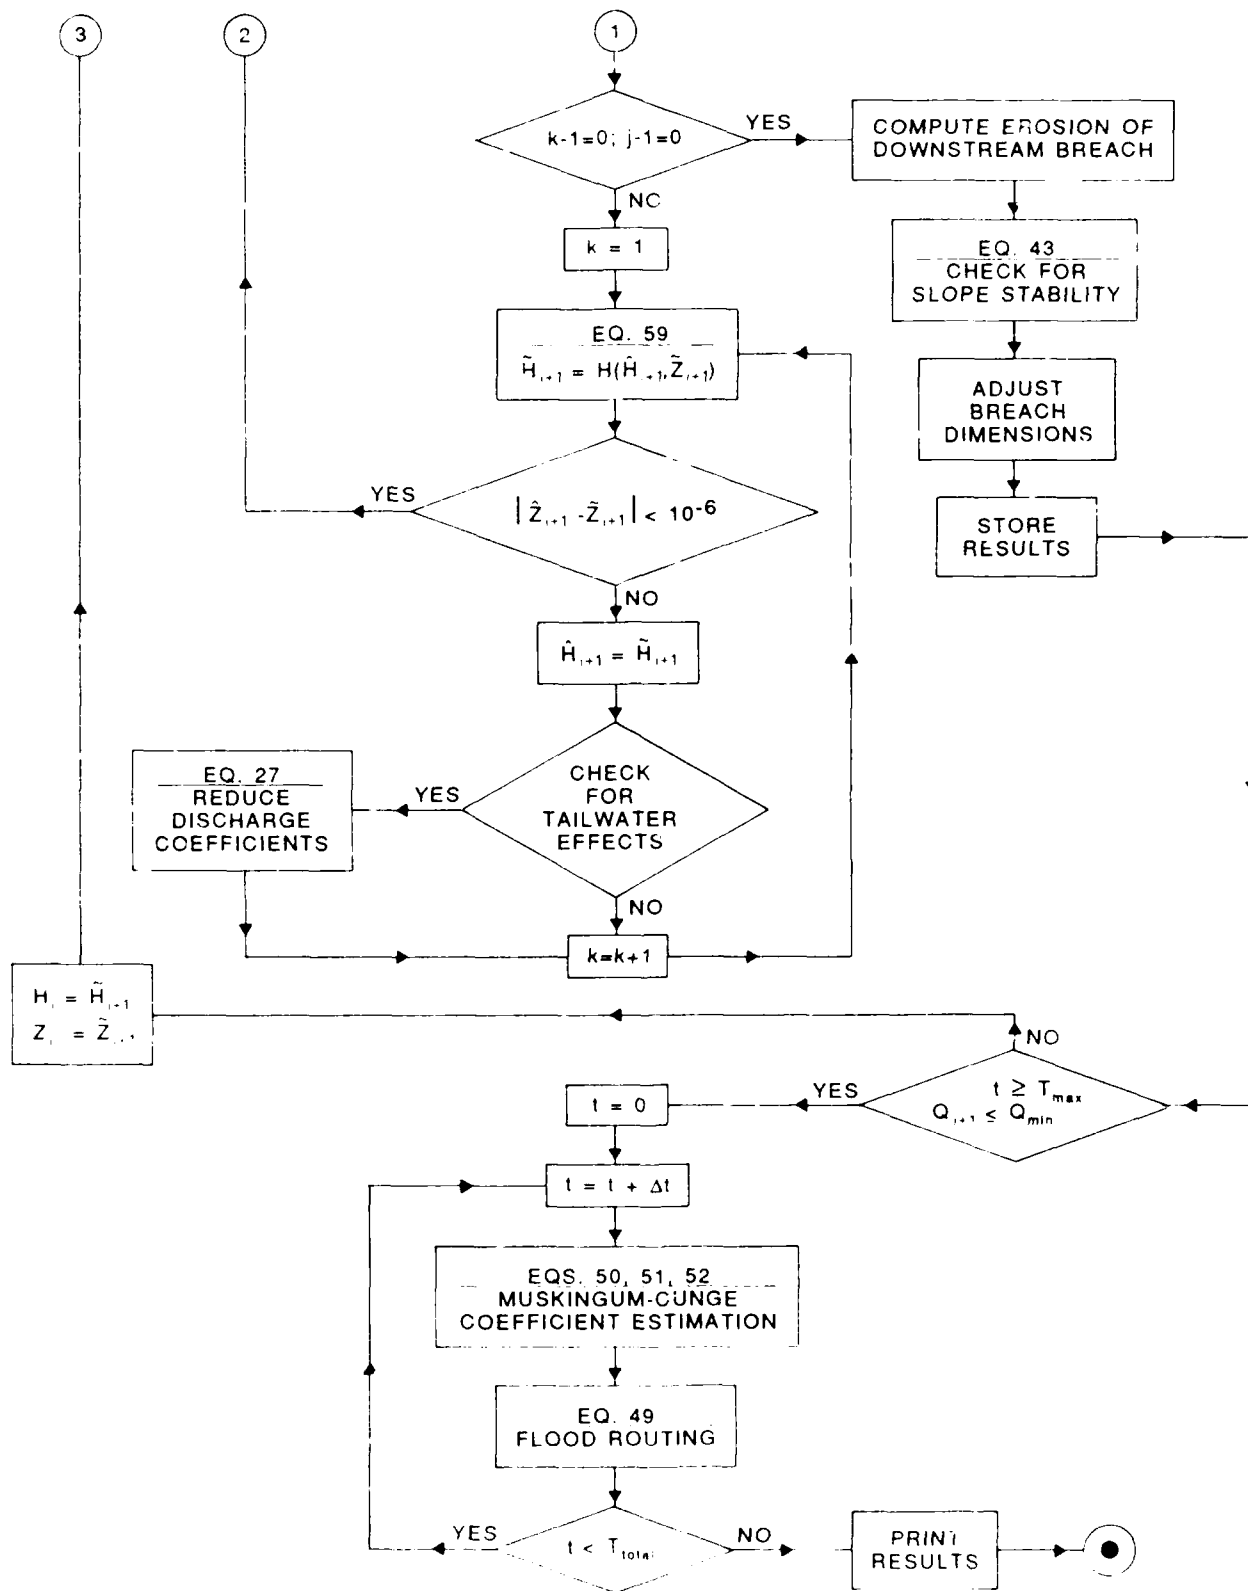 3
2
1
k-1=0; j-1=0
YES
COMPUTE EROSION OF
DOWNSTREAM BREACH
NC
k = 1
EQ. 43
CHECK FOR
SLOPE STABILITY
EQ. 59
H̃ᵢ₊₁ = H(Ĥᵢ₊₁,Z̃ᵢ₊₁)
ADJUST
BREACH
DIMENSIONS
YES
|Ẑᵢ₊₁ -Z̃ᵢ₊₁| < 10⁻⁶
STORE
RESULTS
NO
Ĥᵢ₊₁ = H̃ᵢ₊₁
EQ. 27
REDUCE
DISCHARGE
COEFFICIENTS
YES
CHECK
FOR
TAILWATER
EFFECTS
NO
k=k+1
Hᵢ = H̃ᵢ₊₁
Zᵢ = Z̃ᵢ₊₁
NO
YES
t ≥ Tmax
Qᵢ₊₁ ≤ Qmin
t = 0
t = t + Δt
EQS. 50, 51, 52
MUSKINGUM-CUNGE
COEFFICIENT ESTIMATION
EQ. 49
FLOOD ROUTING
YES
t < Ttotal
NO
PRINT
RESULTS